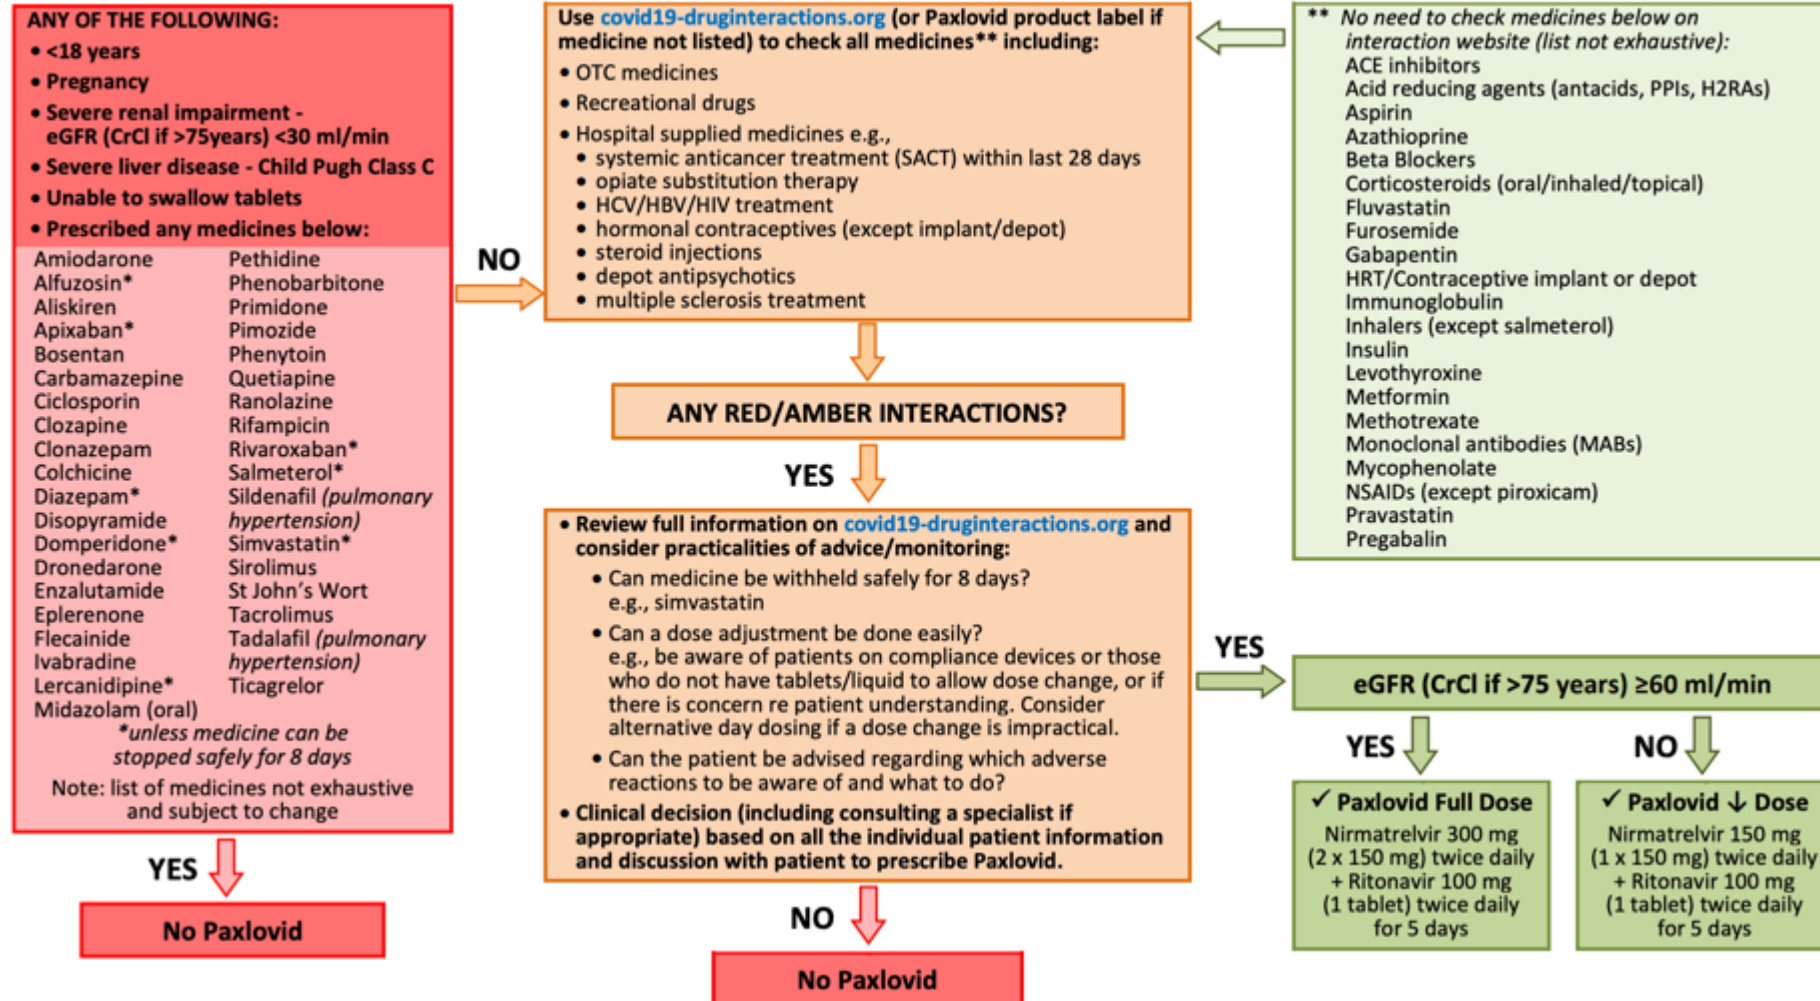 ANY OF THE FOLLOWING:
• <18 years
• Pregnancy
• Severe renal impairment -
eGFR (CrCl if >75years) <30 ml/min
• Severe liver disease - Child Pugh Class C
• Unable to swallow tablets
• Prescribed any medicines below:
Amiodarone
Alfuzosin*
Aliskiren
Apixaban*
Bosentan
Carbamazepine
Ciclosporin
Clozapine
Clonazepam
Colchicine
Diazepam*
Disopyramide
Domperidone*
Dronedarone
Enzalutamide
Eplerenone
Flecainide
Ivabradine
Lercanidipine*
Midazolam (oral)
Pethidine
Phenobarbitone
Primidone
Pimozide
Phenytoin
Quetiapine
Ranolazine
Rifampicin
Rivaroxaban*
Salmeterol*
Sildenafil (pulmonary
hypertension)
Simvastatin*
Sirolimus
St John's Wort
Tacrolimus
Tadalafil (pulmonary
hypertension)
Ticagrelor
*unless medicine can be
stopped safely for 8 days
Note: list of medicines not exhaustive
and subject to change
YES
No Paxlovid
NO
Use covid19-druginteractions.org (or Paxlovid product label if
medicine not listed) to check all medicines** including:
• OTC medicines
• Recreational drugs
• Hospital supplied medicines e.g.,
• systemic anticancer treatment (SACT) within last 28 days
• opiate substitution therapy
• HCV/HBV/HIV treatment
• hormonal contraceptives (except implant/depot)
• steroid injections
• depot antipsychotics
• multiple sclerosis treatment
ANY RED/AMBER INTERACTIONS?
YES
• Review full information on covid19-druginteractions.org and
consider practicalities of advice/monitoring:
• Can medicine be withheld safely for 8 days?
e.g., simvastatin
• Can a dose adjustment be done easily?
e.g., be aware of patients on compliance devices or those
who do not have tablets/liquid to allow dose change, or if
there is concern re patient understanding. Consider
alternative day dosing if a dose change is impractical.
• Can the patient be advised regarding which adverse
reactions to be aware of and what to do?
• Clinical decision (including consulting a specialist if
appropriate) based on all the individual patient information
and discussion with patient to prescribe Paxlovid.
NO
No Paxlovid
** No need to check medicines below on
interaction website (list not exhaustive):
ACE inhibitors
Acid reducing agents (antacids, PPIs, H2RAs)
Aspirin
Azathioprine
Beta Blockers
Corticosteroids (oral/inhaled/topical)
Fluvastatin
Furosemide
Gabapentin
HRT/Contraceptive implant or depot
Immunoglobulin
Inhalers (except salmeterol)
Insulin
Levothyroxine
Metformin
Methotrexate
Monoclonal antibodies (MABs)
Mycophenolate
NSAIDs (except piroxicam)
Pravastatin
Pregabalin
YES
eGFR (CrCl if >75 years) ≥60 ml/min
YES
✓ Paxlovid Full Dose
Nirmatrelvir 300 mg
(2 x 150 mg) twice daily
+ Ritonavir 100 mg
(1 tablet) twice daily
for 5 days
NO
✓ Paxlovid ↓ Dose
Nirmatrelvir 150 mg
(1 x 150 mg) twice daily
+ Ritonavir 100 mg
(1 tablet) twice daily
for 5 days